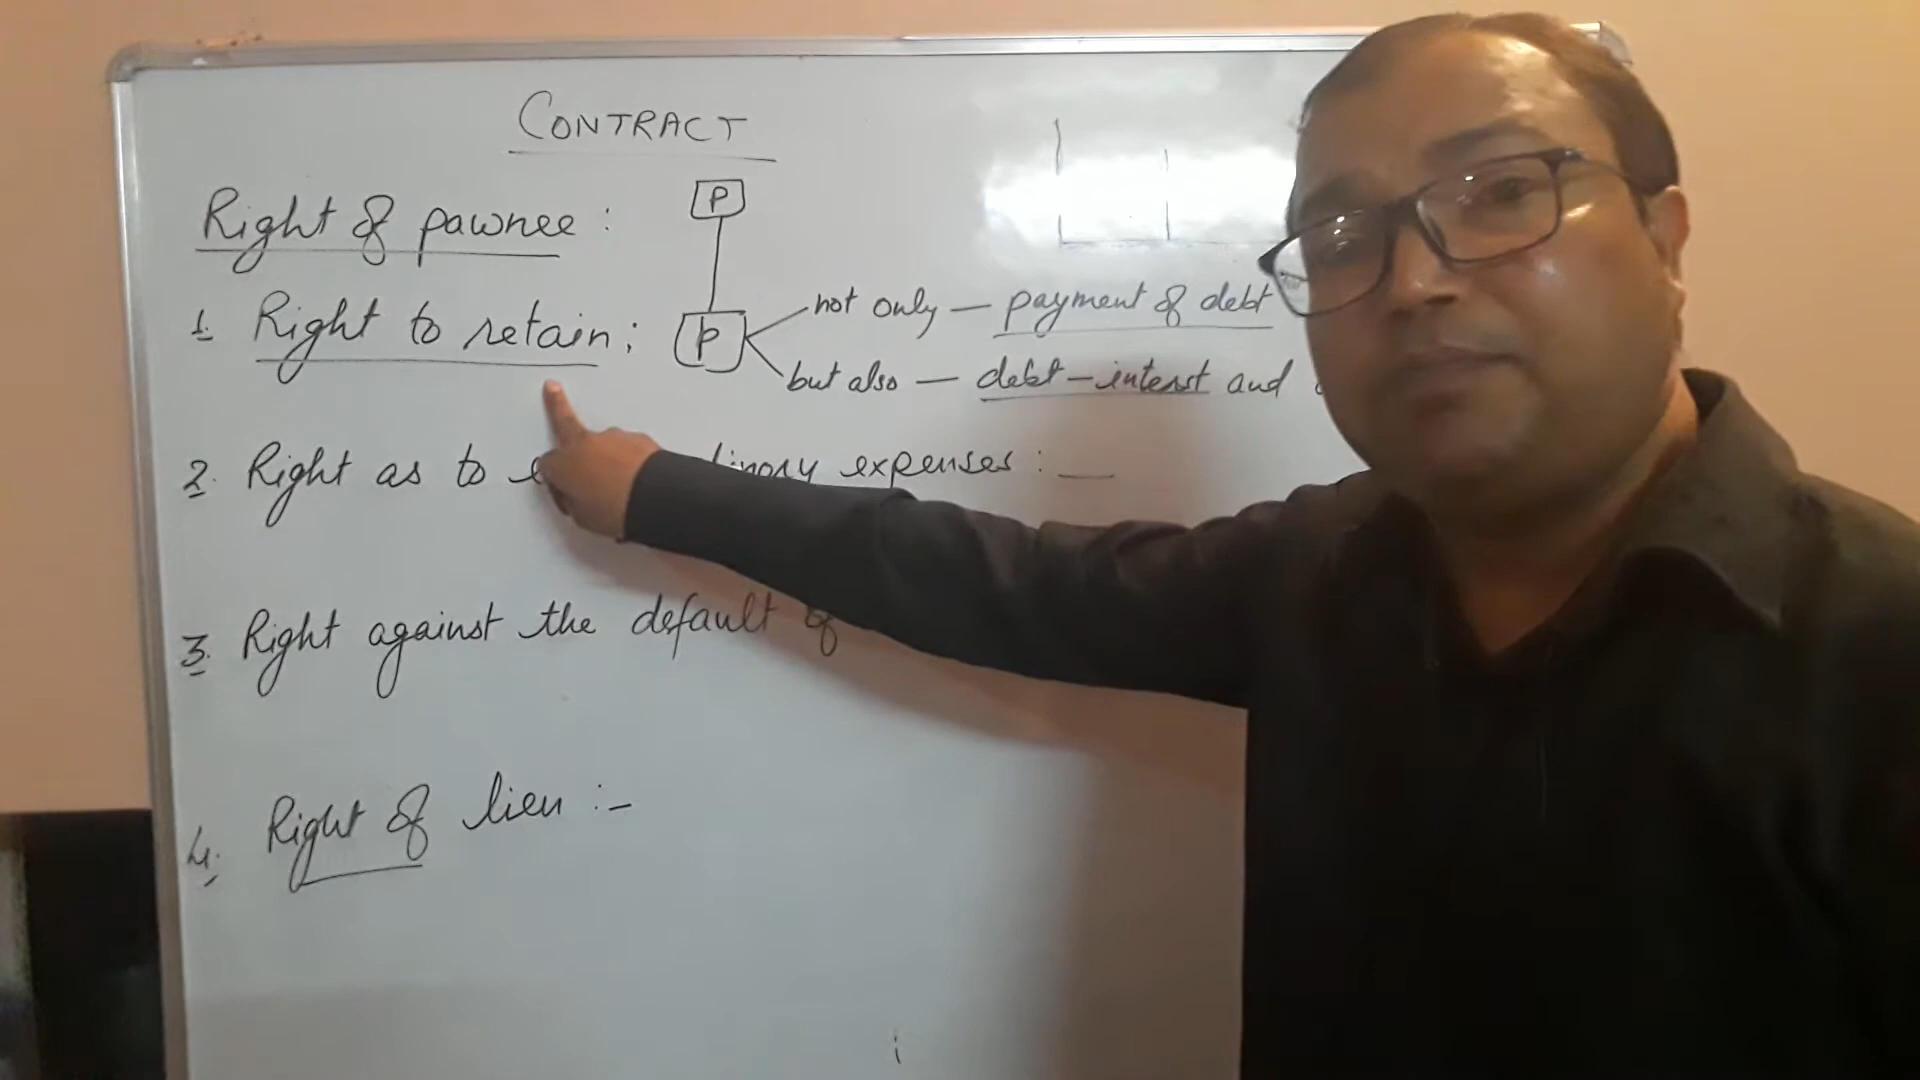 CONTRACT
Right of pawnee :
P
1. Right to retain ;
P
not only — payment of debt
but also — debt - interest and
2. Right as to expenses : —
3. Right against the default of
4. Right of lien :-
i